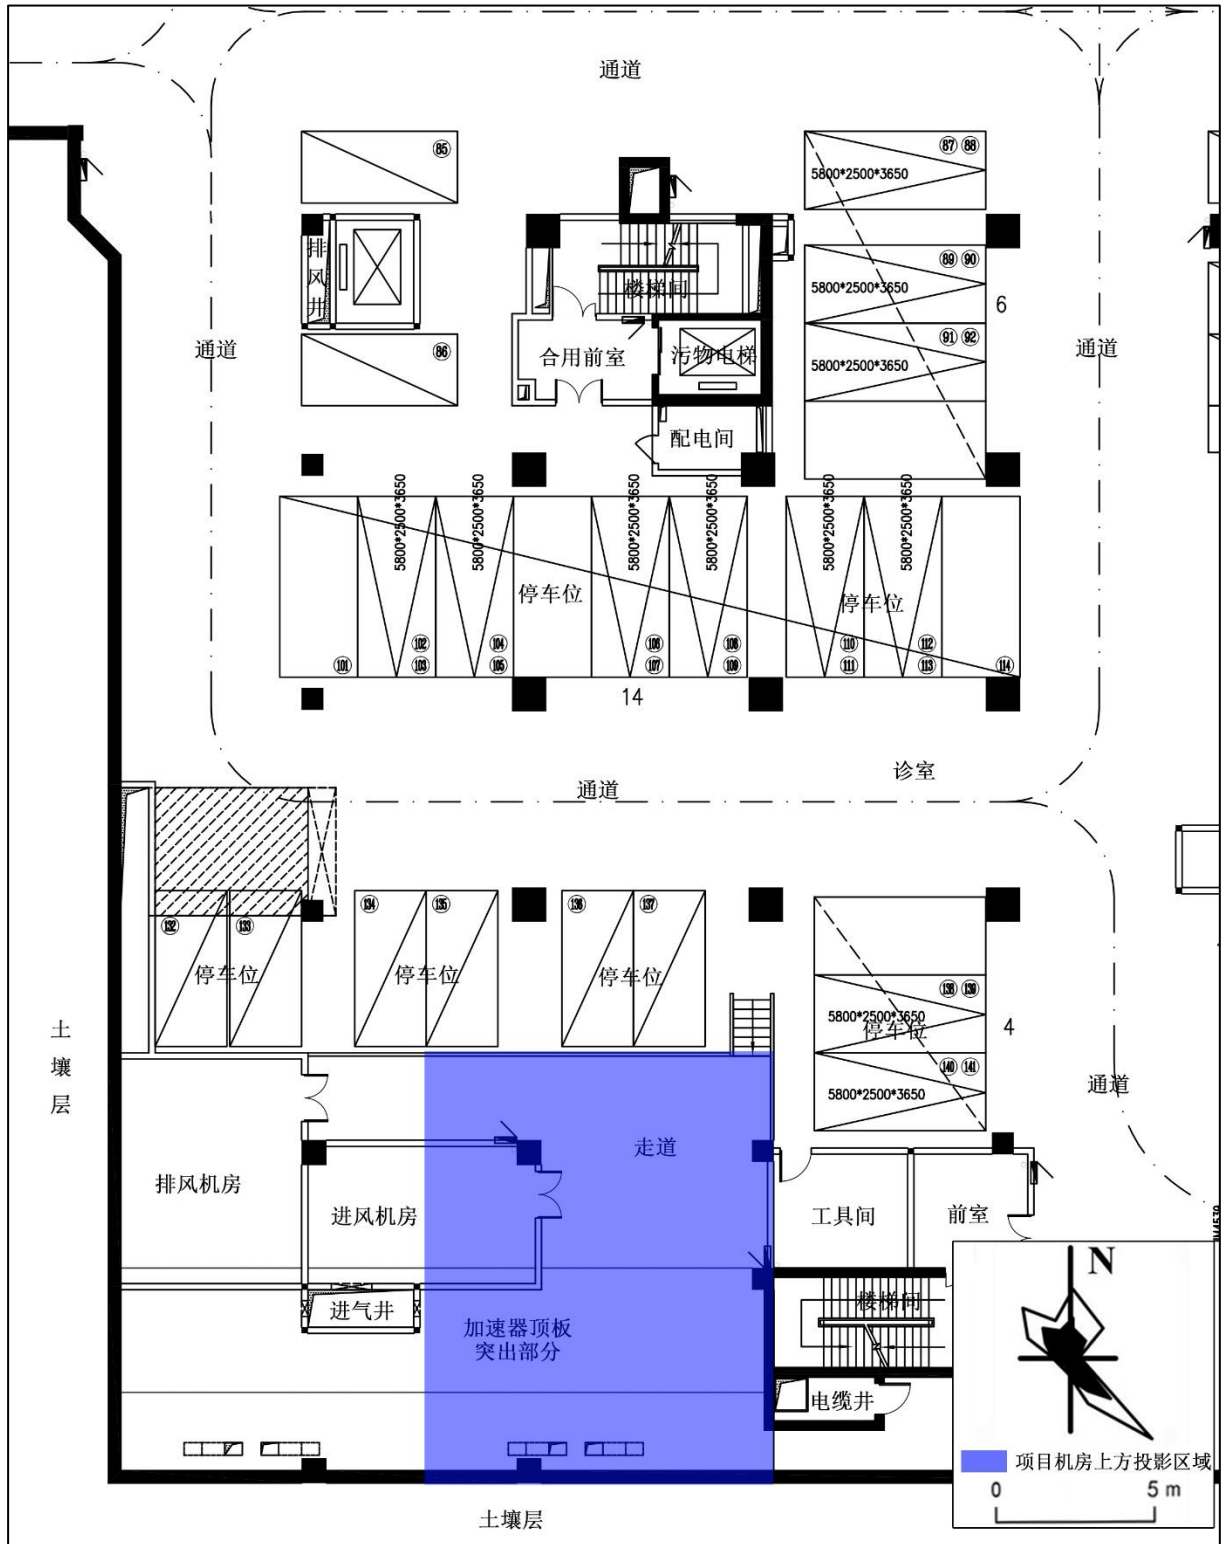 通道
85
87 88
5800*2500*3650
排风井
楼梯间
89 90
5800*2500*3650
6
通道
合用前室
污物电梯
91 92
5800*2500*3650
通道
86
配电间
5800*2500*3650
5800*2500*3650
5800*2500*3650
5800*2500*3650
5800*2500*3650
5800*2500*3650
停车位
停车位
102
104
106
108
110
112
101
103
105
107
109
111
113
114
14
诊室
通道
134
135
136
137
132
133
停车位
停车位
停车位
138 139
5800*2500*3650
停车位
4
140 141
5800*2500*3650
通道
土壤层
走道
排风机房
进风机房
工具间
前室
N
进气井
楼梯间
加速器顶板
突出部分
电缆井
项目机房上方投影区域
0
5 m
土壤层